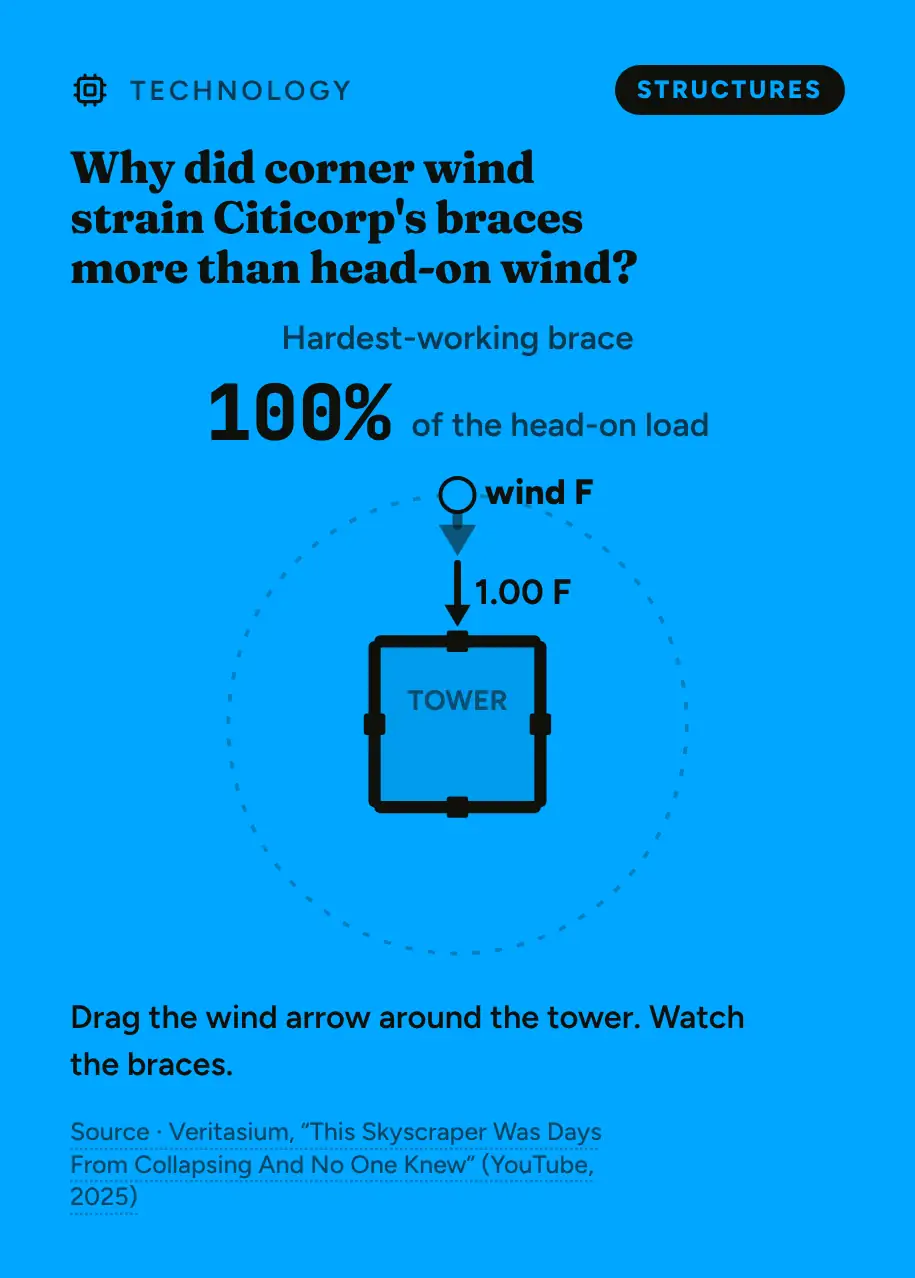 TECHNOLOGY
STRUCTURES
Why did corner wind
strain Citicorp's braces
more than head-on wind?
Hardest-working brace
100% of the head-on load
wind F
1.00 F
TOWER
Drag the wind arrow around the tower. Watch
the braces.
Source · Veritasium, “This Skyscraper Was Days
From Collapsing And No One Knew” (YouTube,
2025)